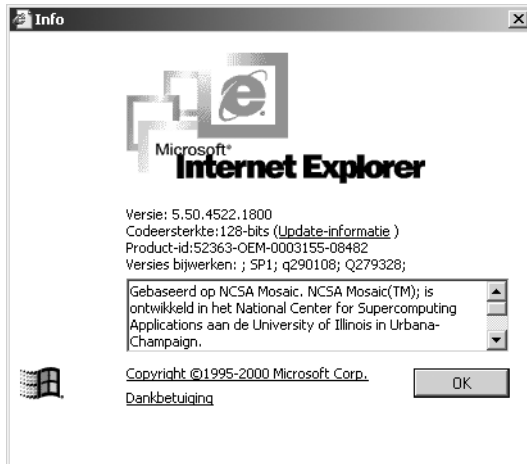 Info
Microsoft®
Internet Explorer
Versie: 5.50.4522.1800
Codeersterkte:128-bits (Update-informatie )
Product-id:52363-OEM-0003155-08482
Versies bijwerken: ; SP1; q290108; Q279328;
Gebaseerd op NCSA Mosaic. NCSA Mosaic(TM); is
ontwikkeld in het National Center for Supercomputing
Applications aan de University of Illinois in Urbana-
Champaign.
Copyright ©1995-2000 Microsoft Corp.
OK
Dankbetuiging